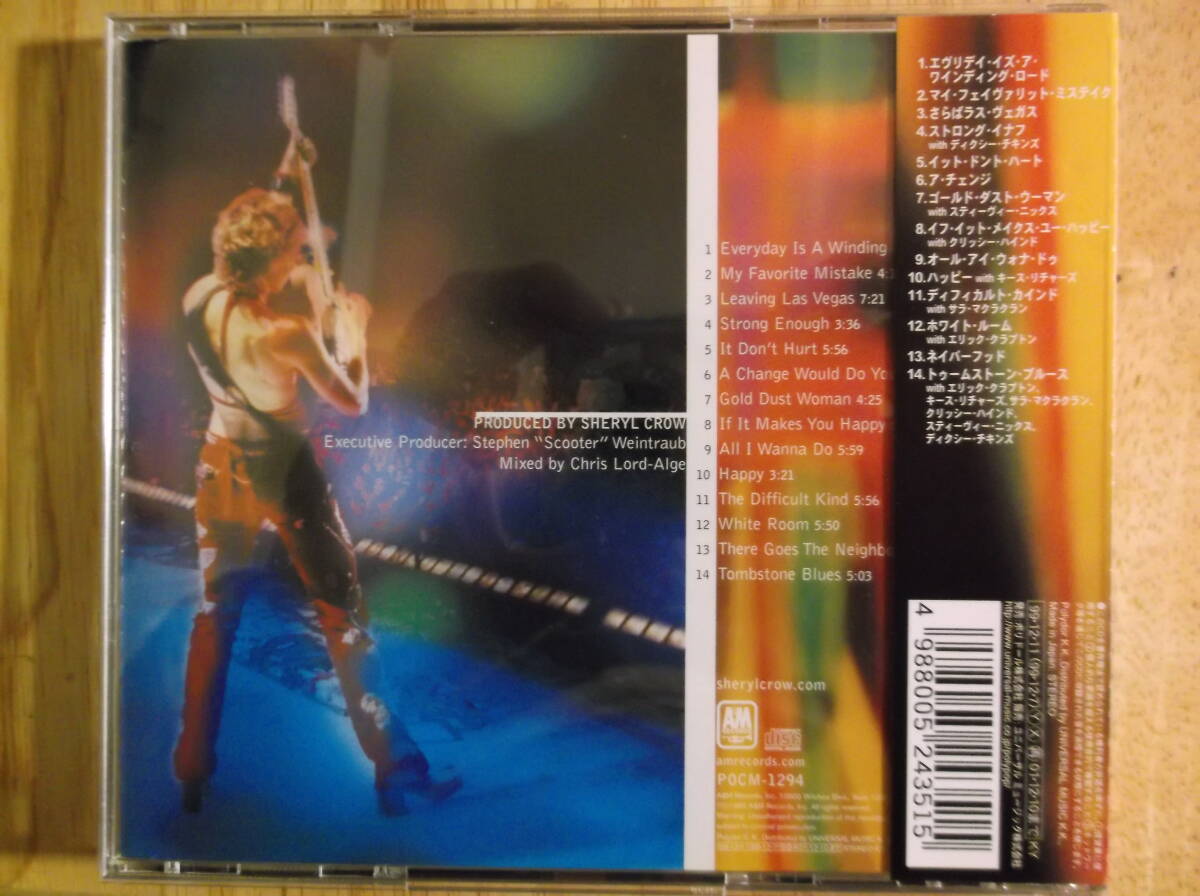 PRODUCED BY SHERYL CROW
Executive Producer: Stephen "Scooter" Weintraub
Mixed by Chris Lord-Alge
1 Everyday Is A Winding
2 My Favorite Mistake
3 Leaving Las Vegas 7:21
4 Strong Enough 3:36
5 It Don't Hurt 5:56
6 A Change Would Do
7 Gold Dust Woman 4:25
8 If It Makes You Happy
9 All I Wanna Do 5:59
10 Happy 3:21
11 The Difficult Kind 5:56
12 White Room 5:50
13 There Goes The
14 Tombstone Blues 5:03
sherylcrow.com
AM
disc
amrecords.com
POCM-1294
1.エヴリデイ・イズ・ア・
ワインディング・ロード
2.マイ・フェイヴァリット・ミステイク
3.さらばラス・ヴェガス
4.ストロング・イナフ
with ディクシー・チキンズ
5.イット・ドント・ハート
6.ア・チェンジ
7.ゴールド・ダスト・ウーマン
with スティーヴィー・ニックス
8.イフ・イット・メイクス・ユー・ハッピー
with クリッシー・ハインド
9.オール・アイ・ウォナ・ドゥ
10.ハッピー with キース・リチャーズ
11.ディフィカルト・カインド
with サラ・マクラクラン
12.ホワイト・ルーム
with エリック・クラプトン
13.ネイバーフッド
14.トゥームストーン・ブルース
with エリック・クラプトン、
キース・リチャーズ、サラ・マクラクラン、
クリッシー・ハインド、
スティーヴィー・ニックス、
ディクシー・チキンズ
4 988005 243515
Polydor K.K. Distributed by UNIVERSAL MUSIC K.K.
Made in Japan STEREO